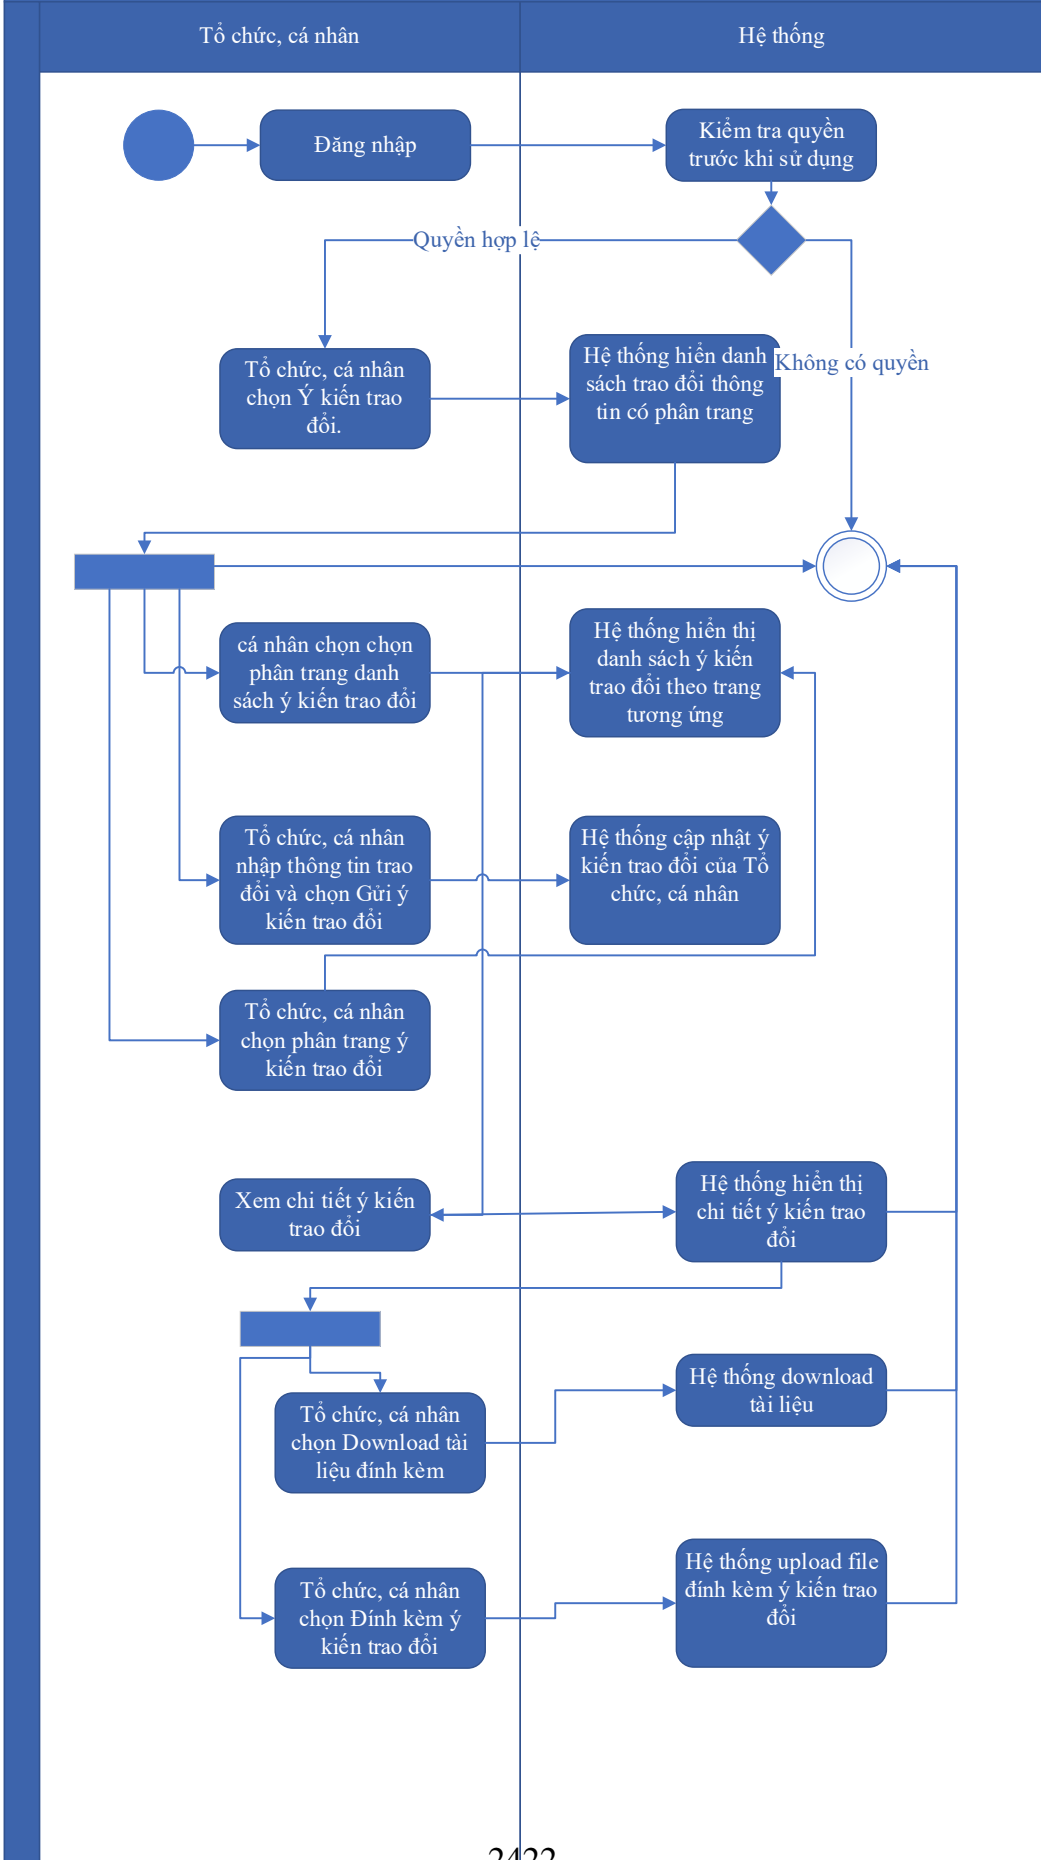 Tổ chức, cá nhân
Hệ thống
Đăng nhập
Kiểm tra quyền
trước khi sử dụng
Quyền hợp lệ
Tổ chức, cá nhân
chọn Ý kiến trao
đổi.
Hệ thống hiển danh
sách trao đổi thông
tin có phân trang
Không có quyền
cá nhân chọn chọn
phân trang danh
sách ý kiến trao đổi
Hệ thống hiển thị
danh sách ý kiến
trao đổi theo trang
tương ứng
Tổ chức, cá nhân
nhập thông tin trao
đổi và chọn Gửi ý
kiến trao đổi
Hệ thống cập nhật ý
kiến trao đổi của Tổ
chức, cá nhân
Tổ chức, cá nhân
chọn phân trang ý
kiến trao đổi
Xem chi tiết ý kiến
trao đổi
Hệ thống hiển thị
chi tiết ý kiến trao
đổi
Tổ chức, cá nhân
chọn Download tài
liệu đính kèm
Hệ thống download
tài liệu
Tổ chức, cá nhân
chọn Đính kèm ý
kiến trao đổi
Hệ thống upload file
đính kèm ý kiến trao
đổi
2422